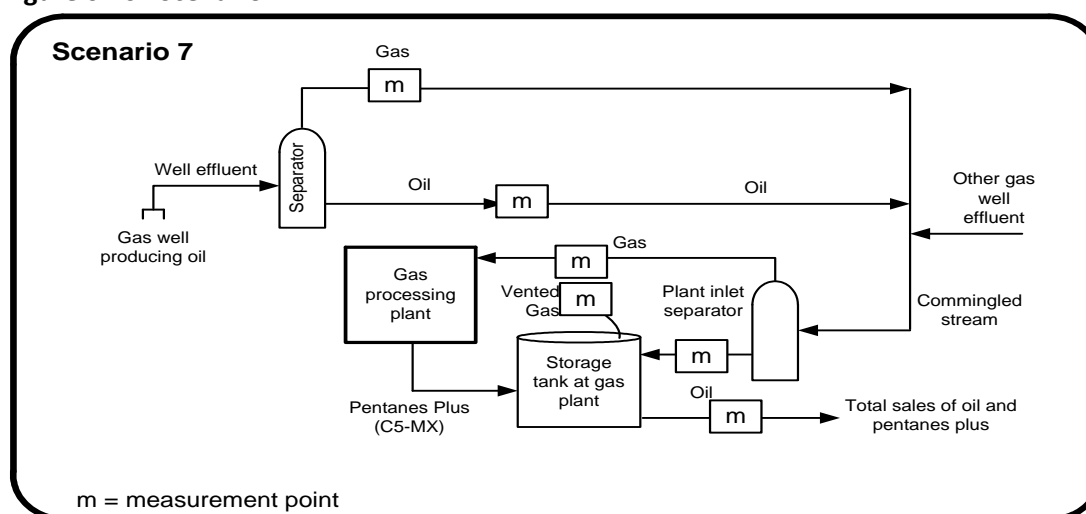 Scenario 7
Gas
m
Well effluent
Separator
Oil
m
Oil
Other gas
well
effluent
Gas well
producing oil
Gas
m
Gas
processing
plant
Vented
Gas
m
Plant inlet
separator
Commingled
stream
m
Storage
tank at gas
plant
Pentanes Plus
(C5-MX)
Oil
m
Total sales of oil and
pentanes plus
m = measurement point